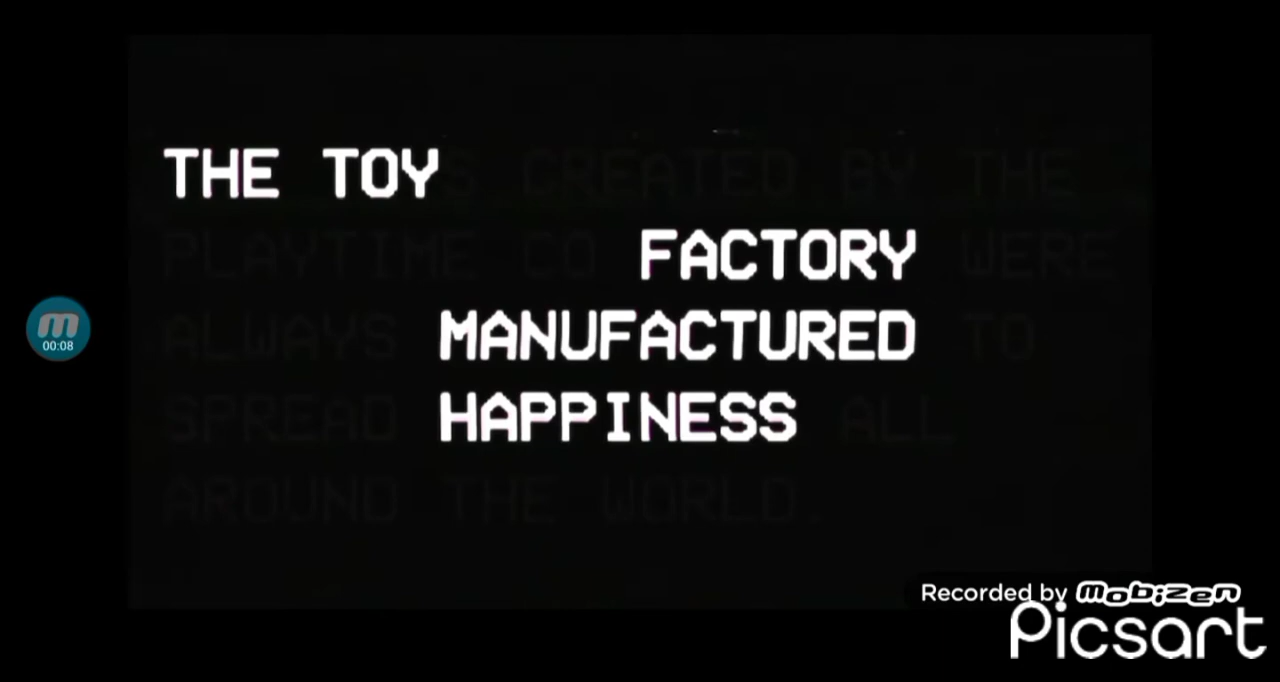 THE TOYS CREATED BY THE
PLAYTIME CO FACTORY WERE
ALWAYS MANUFACTURED TO
SPREAD HAPPINESS ALL
AROUND THE WORLD.
m
00:08
Recorded by mobizen
Picsart